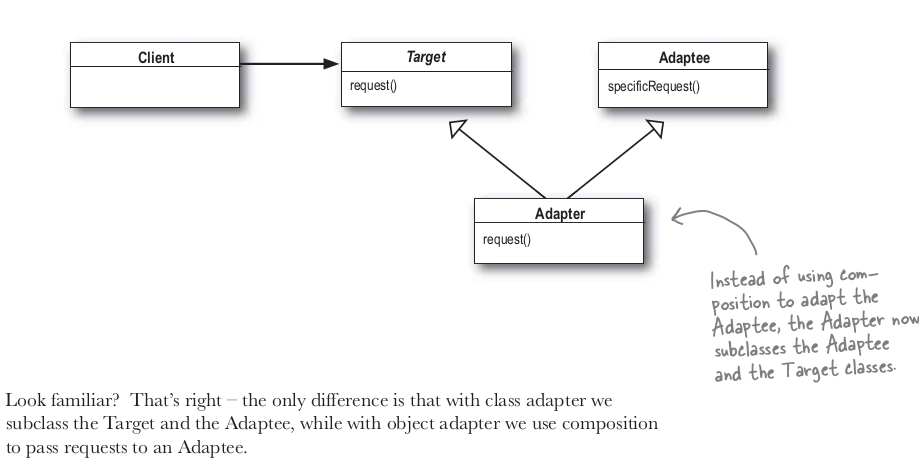 Client
Target
request()
Adaptee
specificRequest()
Adapter
request()
Instead of using com-
position to adapt the
Adaptee, the Adapter now
subclasses the Adaptee
and the Target classes.
Look familiar? That's right – the only difference is that with class adapter we
subclass the Target and the Adaptee, while with object adapter we use composition
to pass requests to an Adaptee.